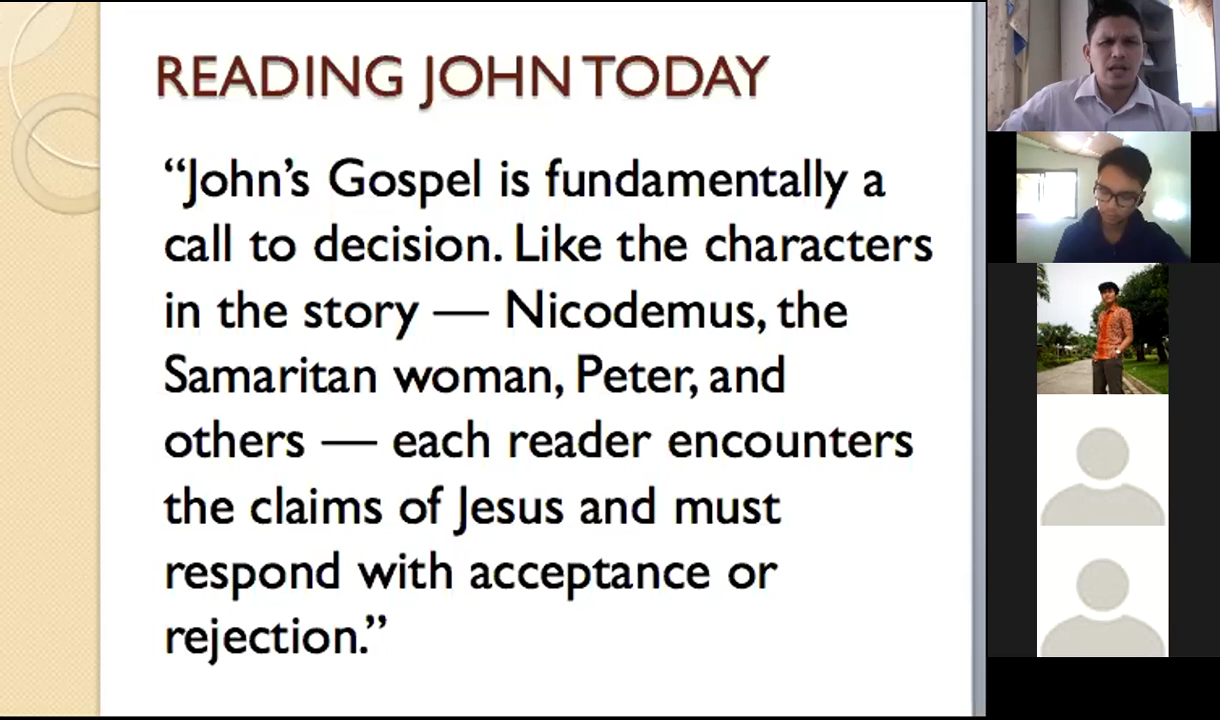 READING JOHN TODAY
“John’s Gospel is fundamentally a
call to decision. Like the characters
in the story — Nicodemus, the
Samaritan woman, Peter, and
others — each reader encounters
the claims of Jesus and must
respond with acceptance or
rejection.”